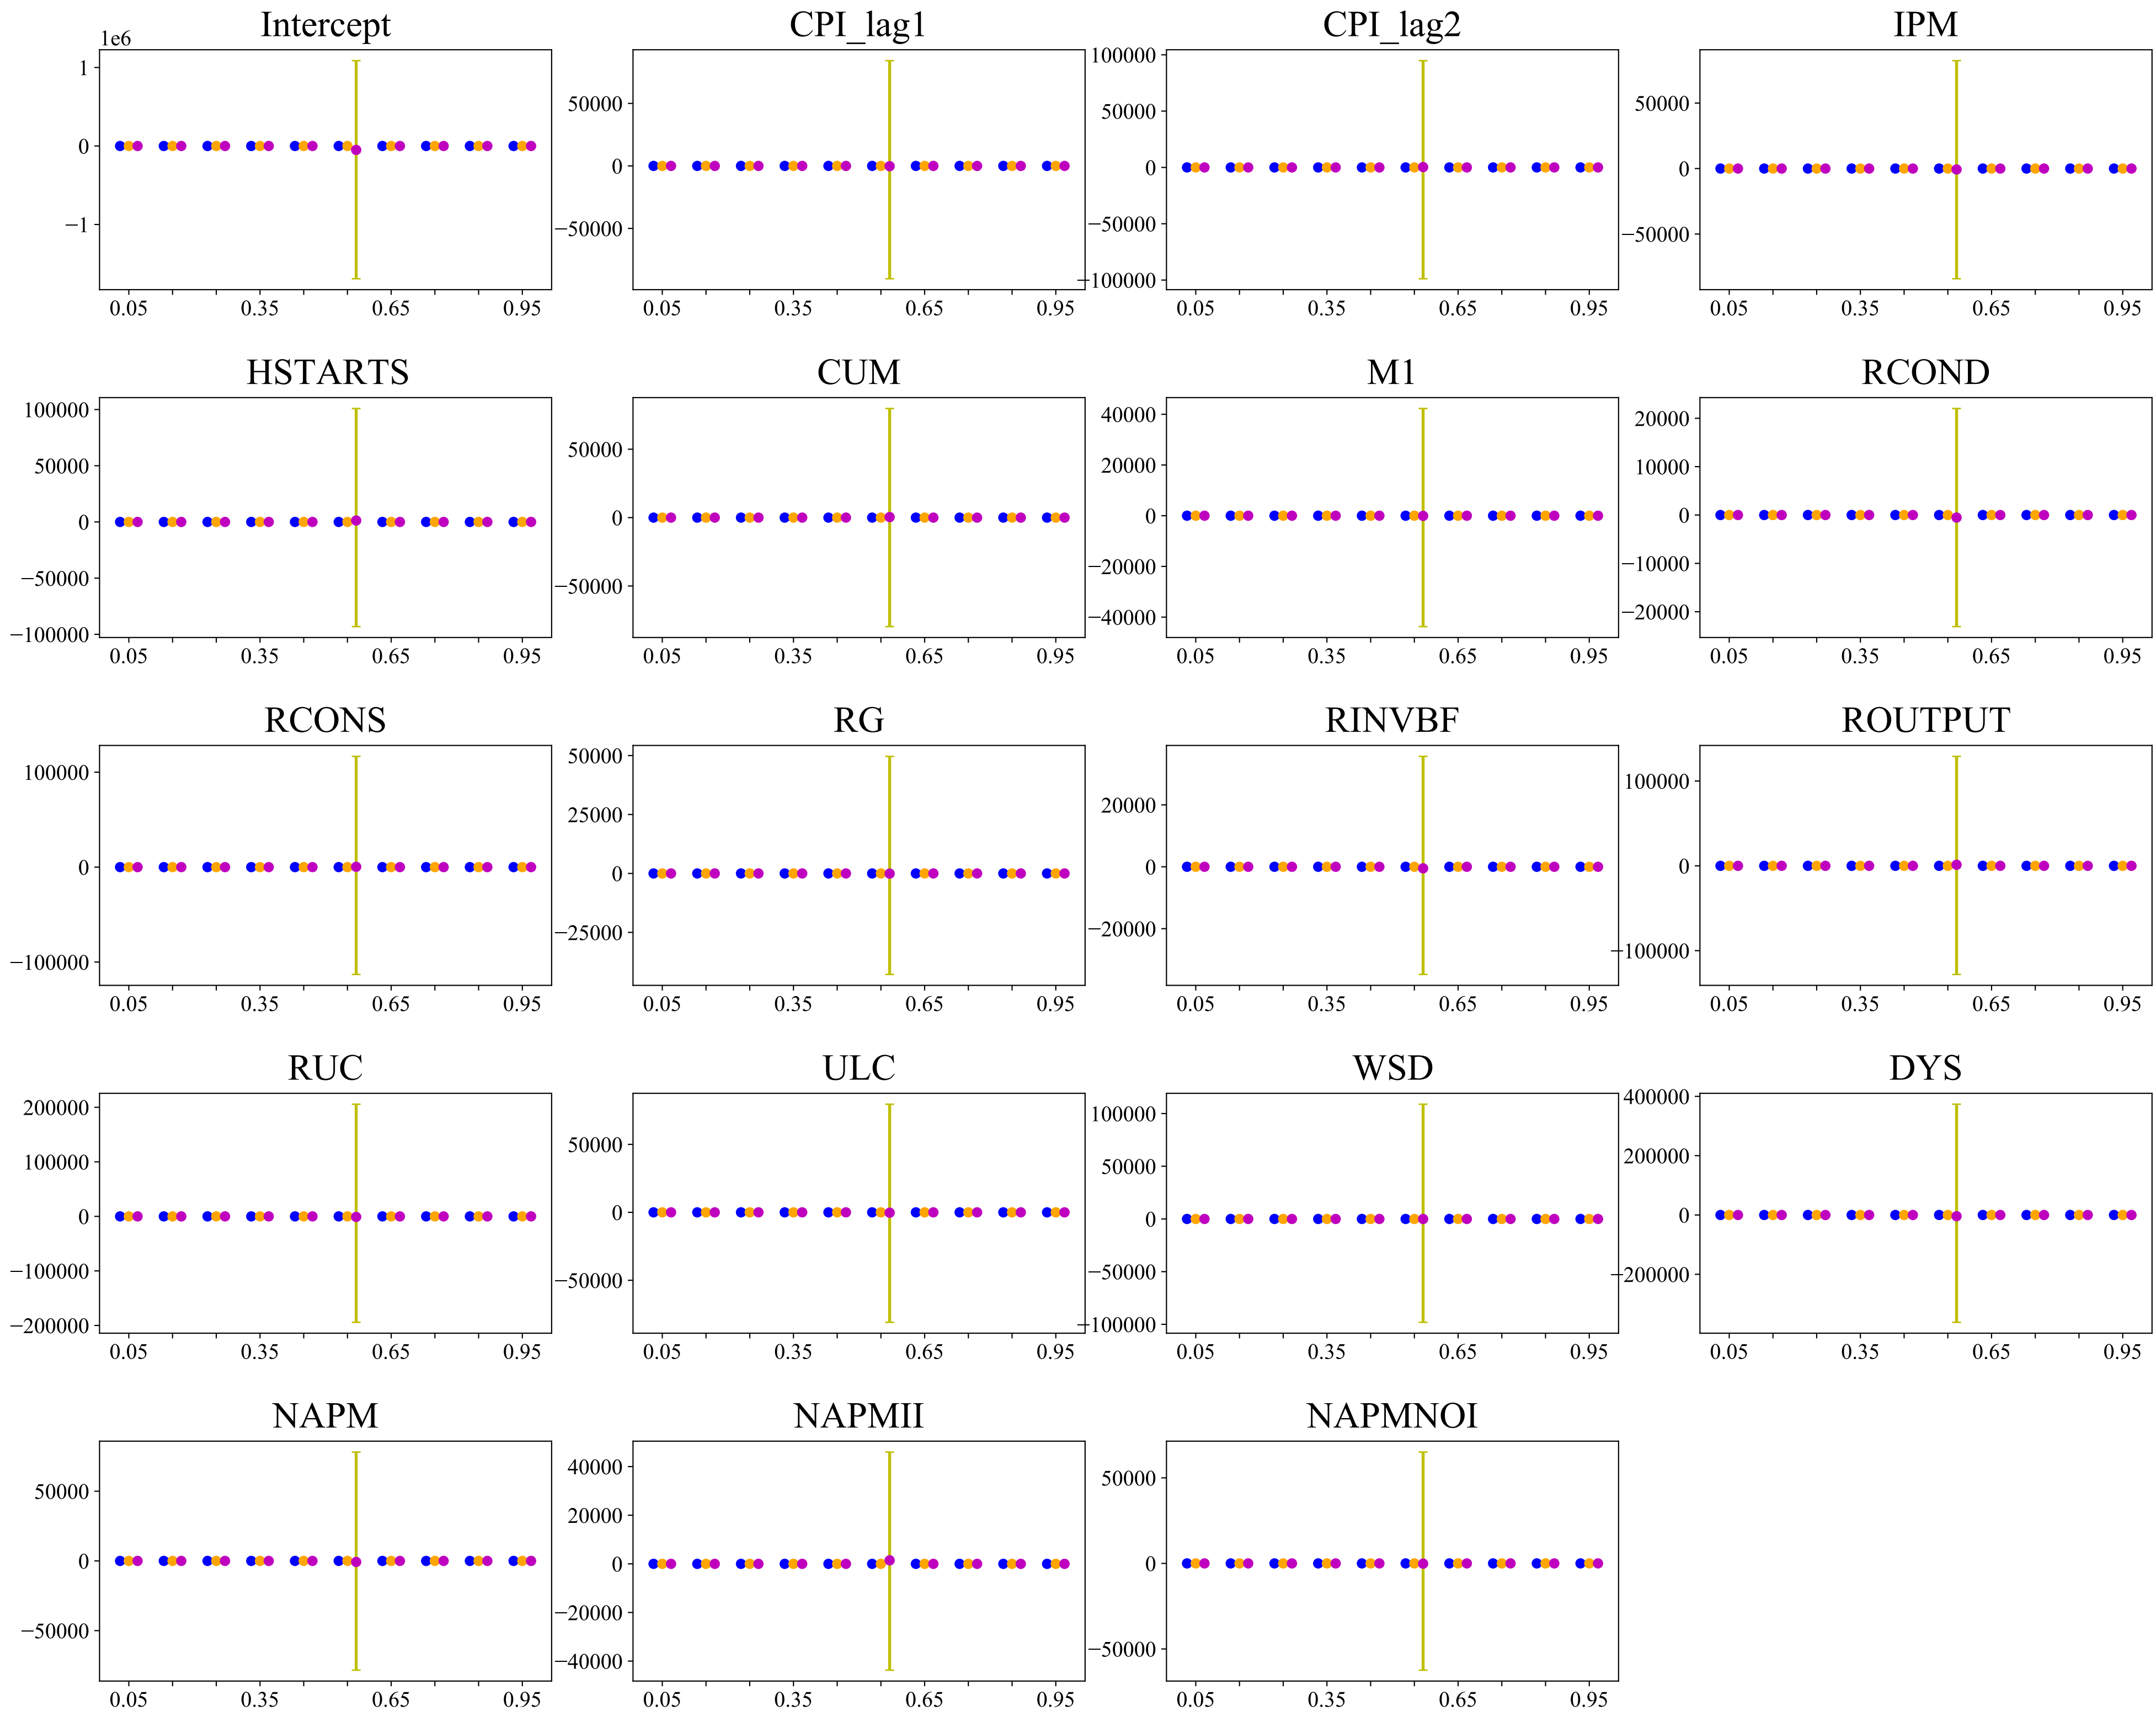 Intercept CPI_lag1 CPI_lag2 IPM
1e6
1
0
−1
0.05 0.35 0.65 0.95
50000
0
−50000
0.05 0.35 0.65 0.95
100000
50000
0
−50000
−100000
0.05 0.35 0.65 0.95
50000
0
−50000
0.05 0.35 0.65 0.95
HSTARTS CUM M1 RCOND
100000
50000
0
−50000
−100000
0.05 0.35 0.65 0.95
50000
0
−50000
0.05 0.35 0.65 0.95
40000
20000
0
−20000
−40000
0.05 0.35 0.65 0.95
20000
10000
0
−10000
−20000
0.05 0.35 0.65 0.95
RCONS RG RINVBF ROUTPUT
100000
0
−100000
0.05 0.35 0.65 0.95
50000
25000
0
−25000
0.05 0.35 0.65 0.95
20000
0
−20000
0.05 0.35 0.65 0.95
100000
0
−100000
0.05 0.35 0.65 0.95
RUC ULC WSD DYS
200000
100000
0
−100000
−200000
0.05 0.35 0.65 0.95
50000
0
−50000
0.05 0.35 0.65 0.95
100000
50000
0
−50000
−100000
0.05 0.35 0.65 0.95
400000
200000
0
−200000
0.05 0.35 0.65 0.95
NAPM NAPMII NAPMNOI
50000
0
−50000
0.05 0.35 0.65 0.95
40000
20000
0
−20000
−40000
0.05 0.35 0.65 0.95
50000
0
−50000
0.05 0.35 0.65 0.95